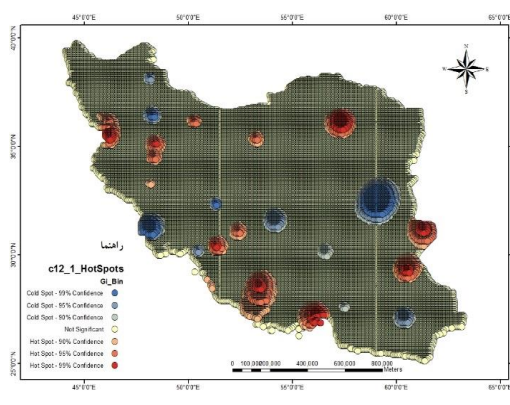 45°0'0"E 50°0'0"E 55°0'0"E 60°0'0"E 65°0'0"E
40°0'0"N
N
W E
S
35°0'0"N
راهنما
30°0'0"N
c12_1_HotSpots
Gi_Bin
Cold Spot - 99% Confidence
Cold Spot - 95% Confidence
Cold Spot - 90% Confidence
Not Significant
Hot Spot - 90% Confidence
Hot Spot - 95% Confidence
Hot Spot - 99% Confidence
0 100,000200,000 400,000 600,000 800,000
Meters
25°0'0"N
45°0'0"E 50°0'0"E 55°0'0"E 60°0'0"E 65°0'0"E